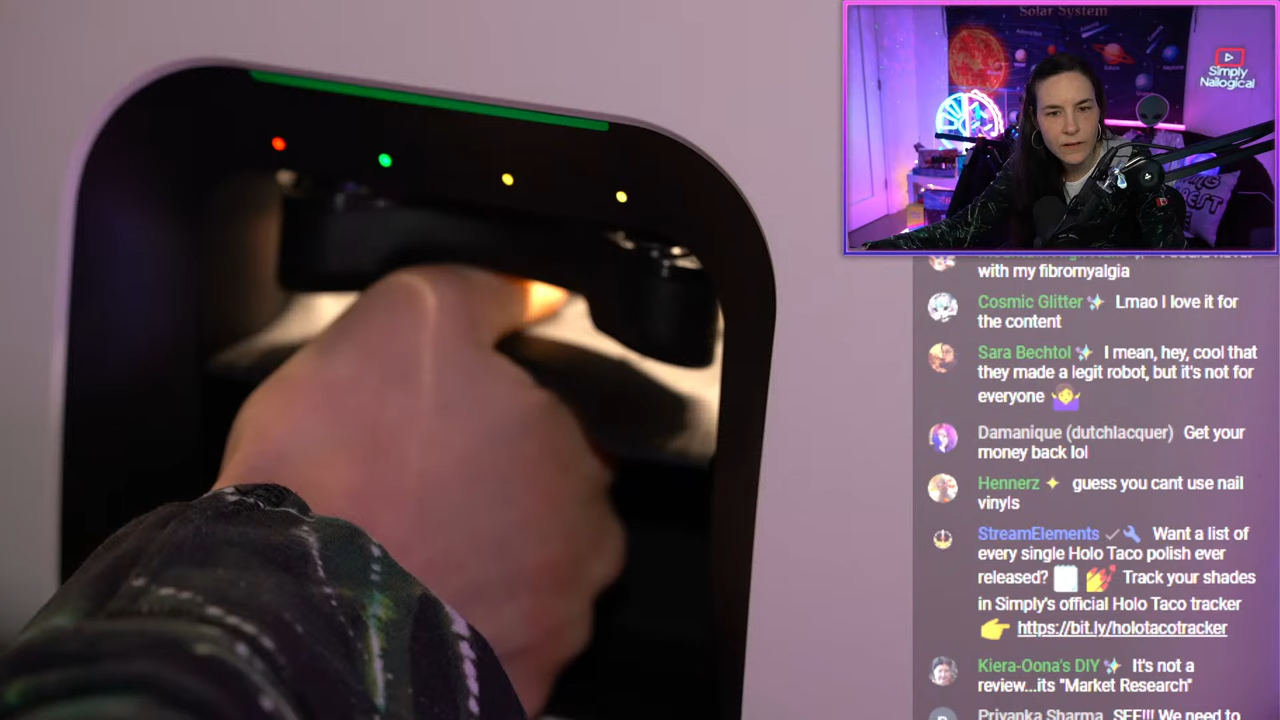 Solar System
Simply
Nailogical
with my fibromyalgia
Cosmic Glitter Lmao I love it for
the content
Sara Bechtol I mean, hey, cool that
they made a legit robot, but it's not for
everyone
Damanique (dutchlacquer) Get your
money back lol
Hennerz guess you cant use nail
vinyls
StreamElements Want a list of
every single Holo Taco polish ever
released? Track your shades
in Simply's official Holo Taco tracker
https://bit.ly/holotacotracker
Kiera-Oona's DIY It's not a
review...its "Market Research"
Priyanka Sharma SEE!!! We need to